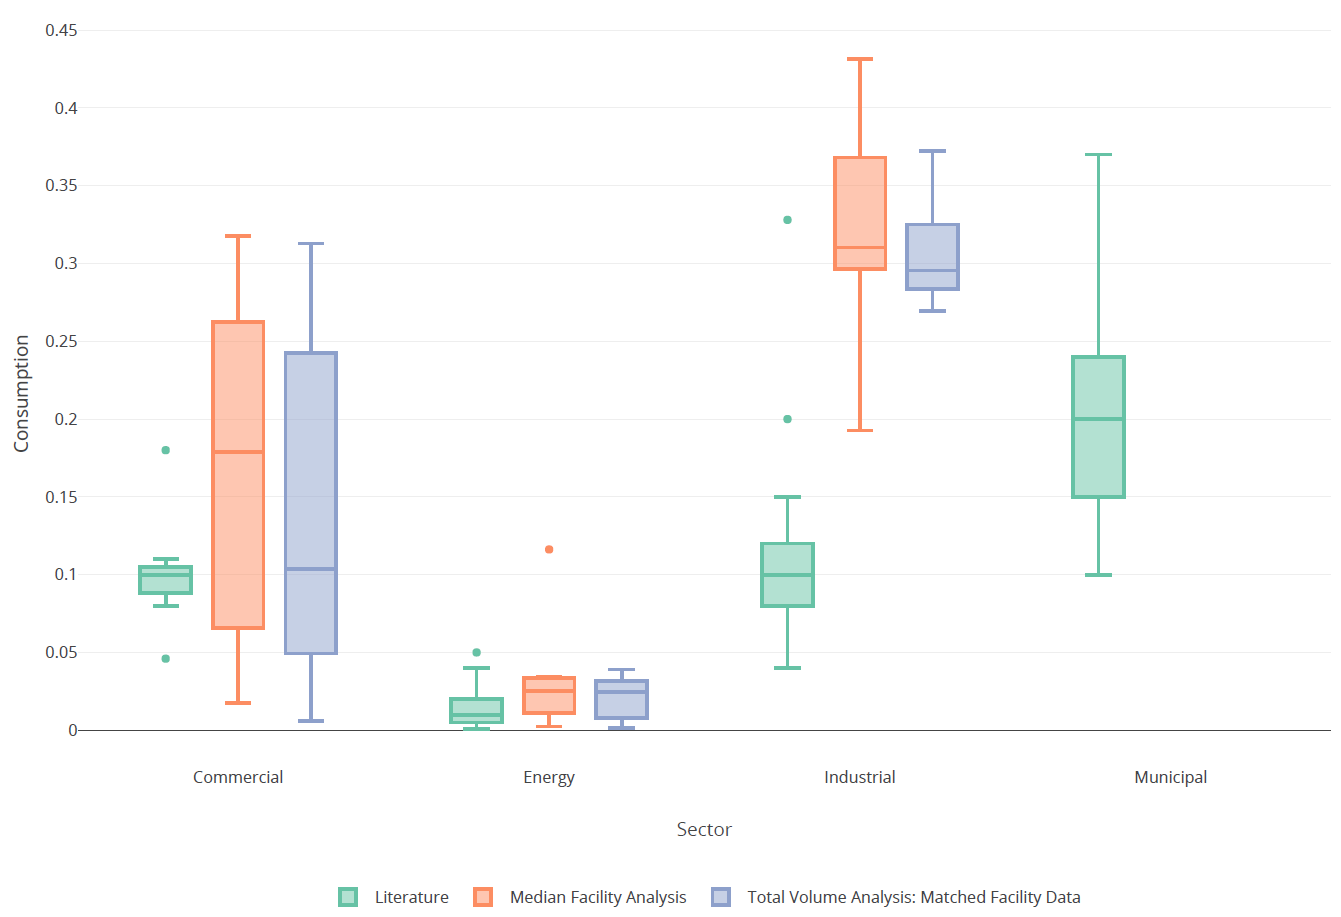 0.45
0.4
0.35
0.3
0.25
0.2
0.15
0.1
0.05
0
Consumption
Commercial Energy Industrial Municipal
Sector
Literature Median Facility Analysis Total Volume Analysis: Matched Facility Data